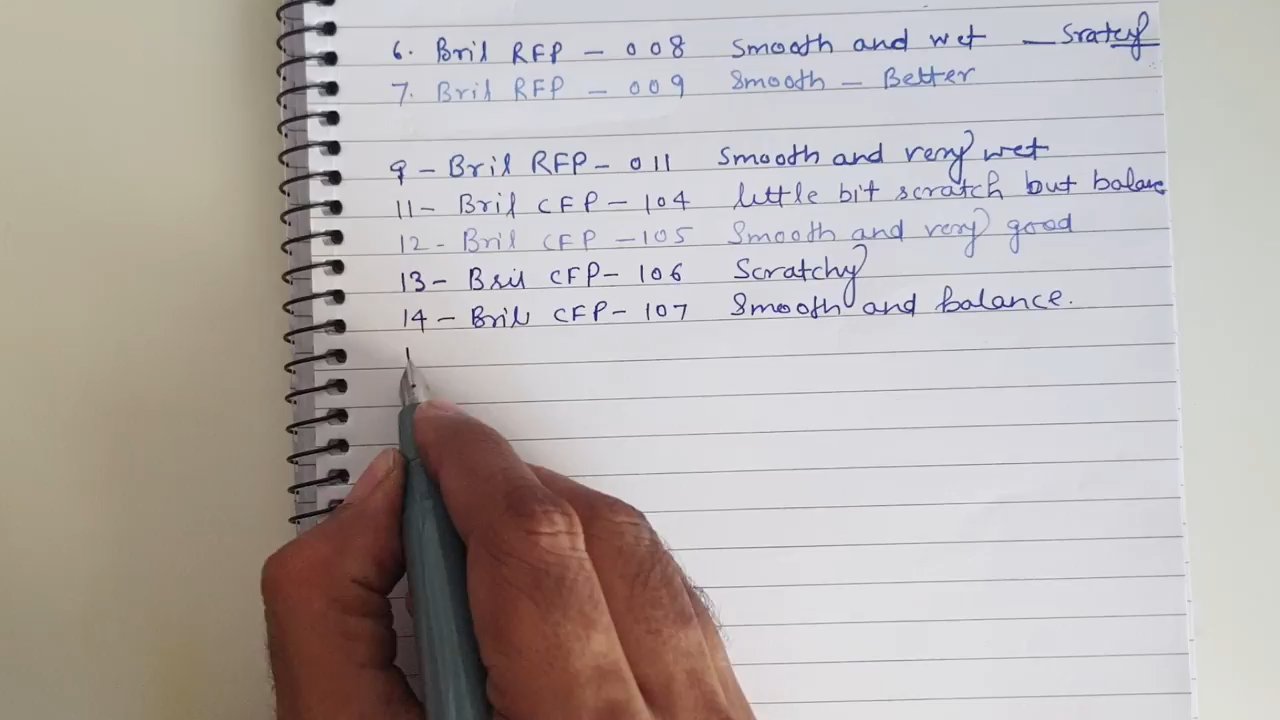 6. Bril RFP - 008 Smooth and wet - Sratcy
7. Bril RFP - 009 Smooth - Better
9 - Bril RFP - 011 Smooth and very wet
11 - Bril CFP - 104 little bit scratch but balanc
12 - Bril CFP - 105 Smooth and very good
13 - Bril CFP - 106 Scratchy
14 - Bril CFP - 107 Smooth and balance.
1